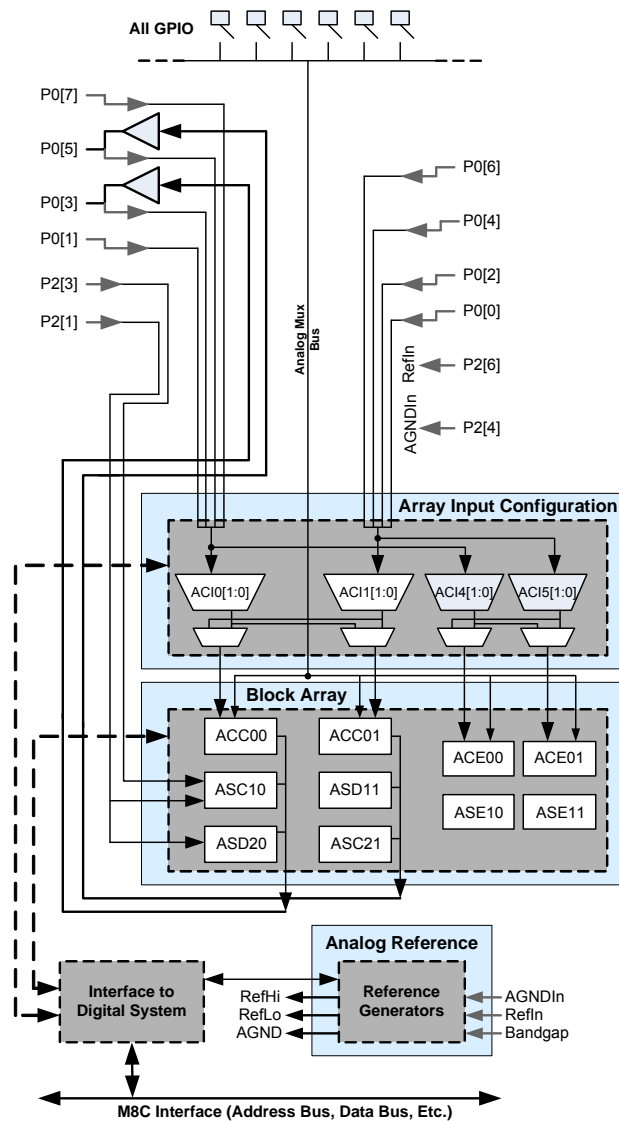 All GPIO
P0[7]
P0[5]
P0[3]
P0[1]
P2[3]
P2[1]
P0[6]
P0[4]
P0[2]
P0[0]
P2[6]
P2[4]
Analog Mux
Bus
RefIn
AGNDIn
Array Input Configuration
ACI0[1:0]
ACI1[1:0]
ACI4[1:0]
ACI5[1:0]
Block Array
ACC00
ACC01
ACE00
ACE01
ASC10
ASD11
ASE10
ASE11
ASD20
ASC21
Analog Reference
Interface to
Digital System
RefHi
RefLo
AGND
Reference
Generators
AGNDIn
RefIn
Bandgap
M8C Interface (Address Bus, Data Bus, Etc.)